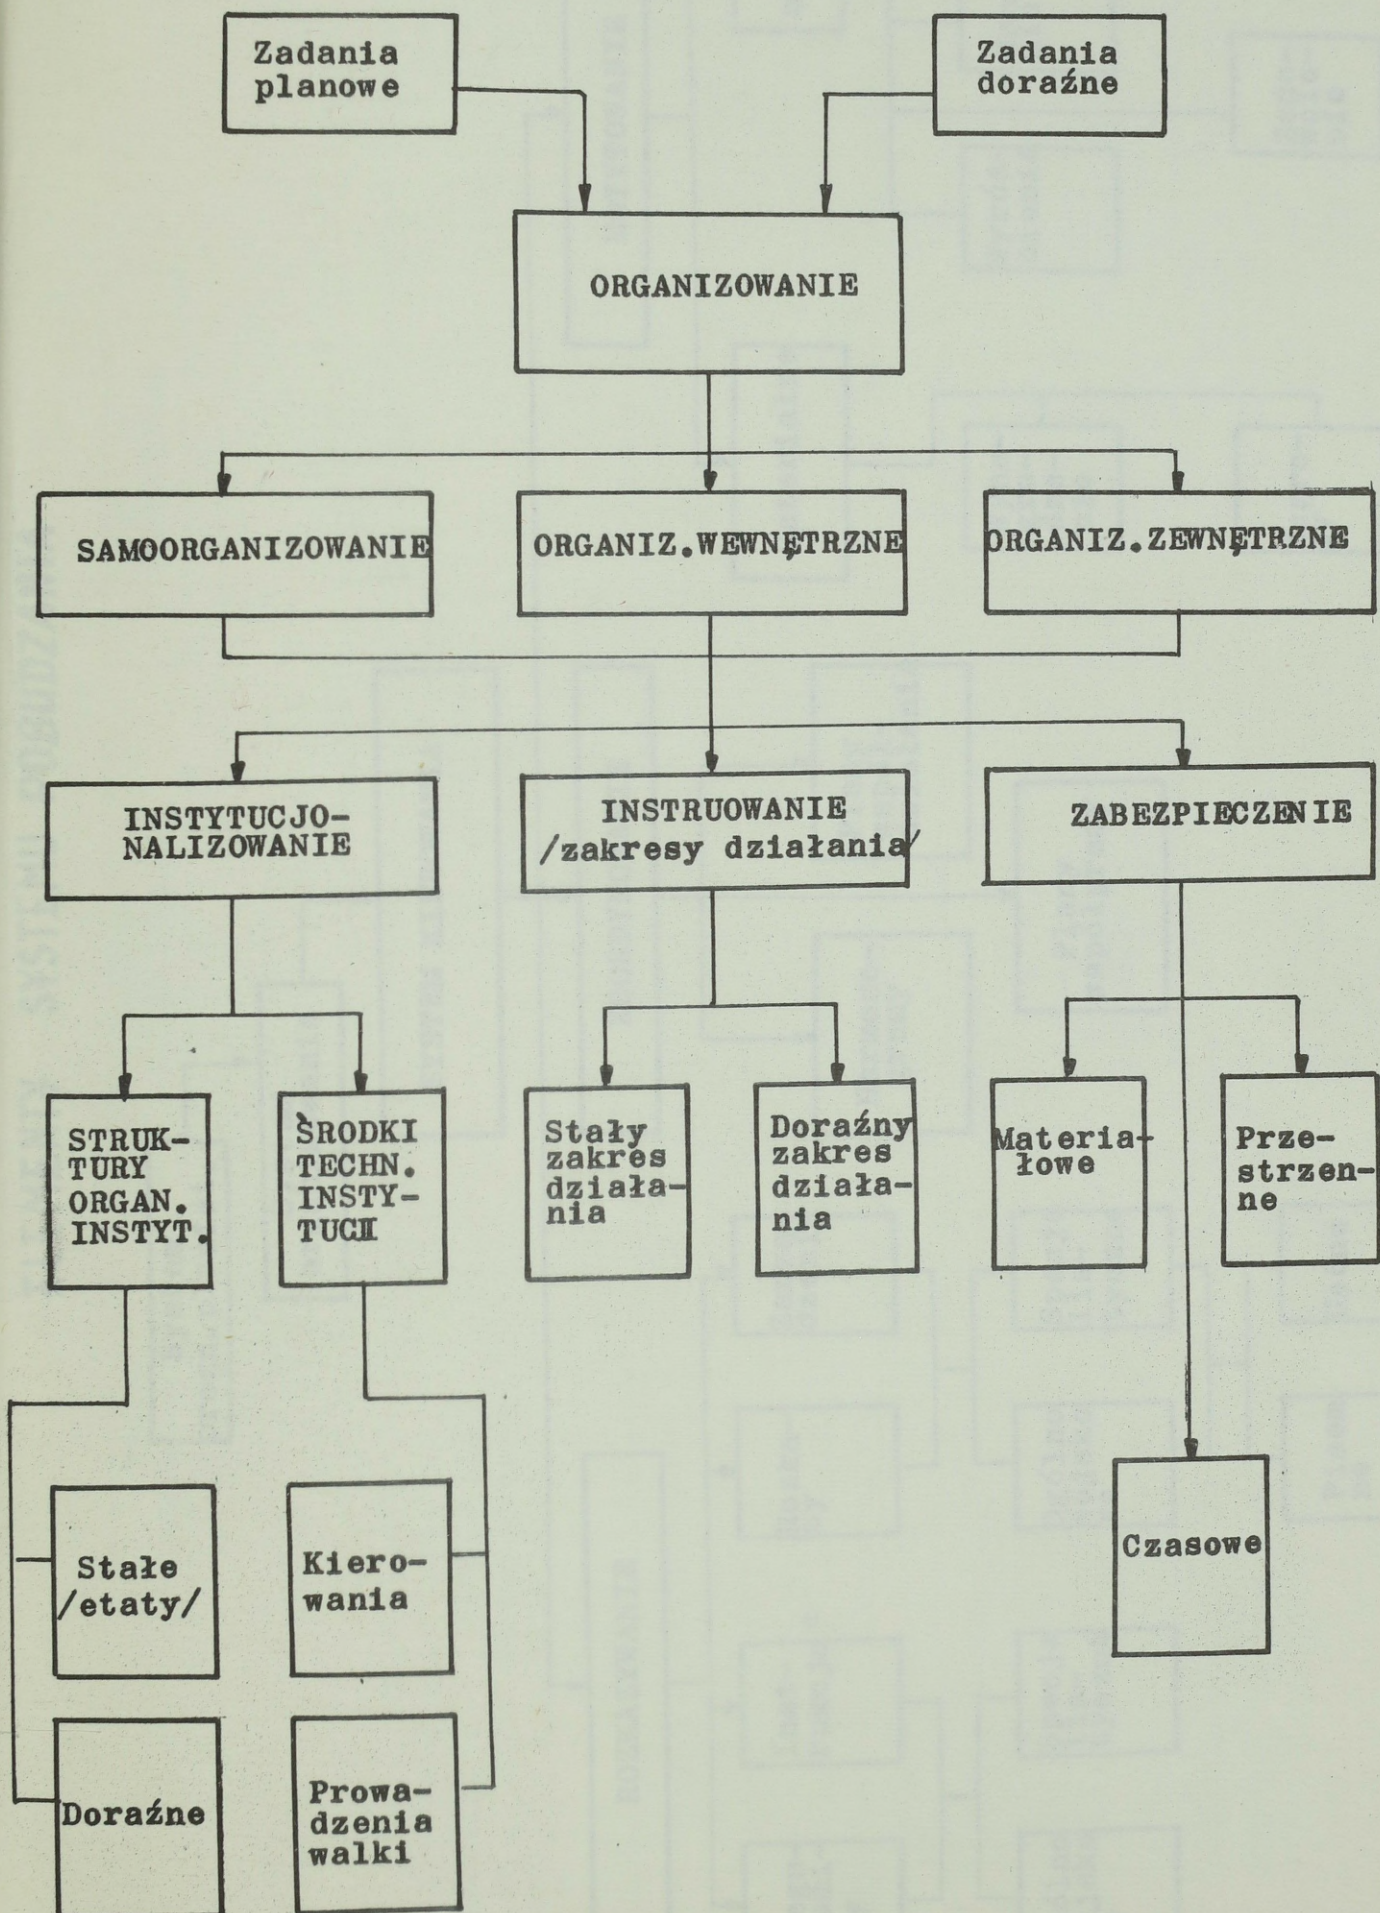 Zadania
planowe
Zadania
doraźne
ORGANIZOWANIE
SAMOORGANIZOWANIE
ORGANIZ.WEWNĘTRZNE
ORGANIZ.ZEWNĘTRZNE
INSTYTUCJO-
NALIZOWANIE
INSTRUOWANIE
/zakresy działania/
ZABEZPIECZENIE
STRUK-
TURY
ORGAN.
INSTYT.
ŚRODKI
TECHN.
INSTY-
TUCII
Stały
zakres
działa-
nia
Doraźny
zakres
działa-
nia
Materia-
łowe
Prze-
strzen-
ne
Stałe
/etaty/
Kiero-
wania
Czasowe
Doraźne
Prowa-
dzenia
walki